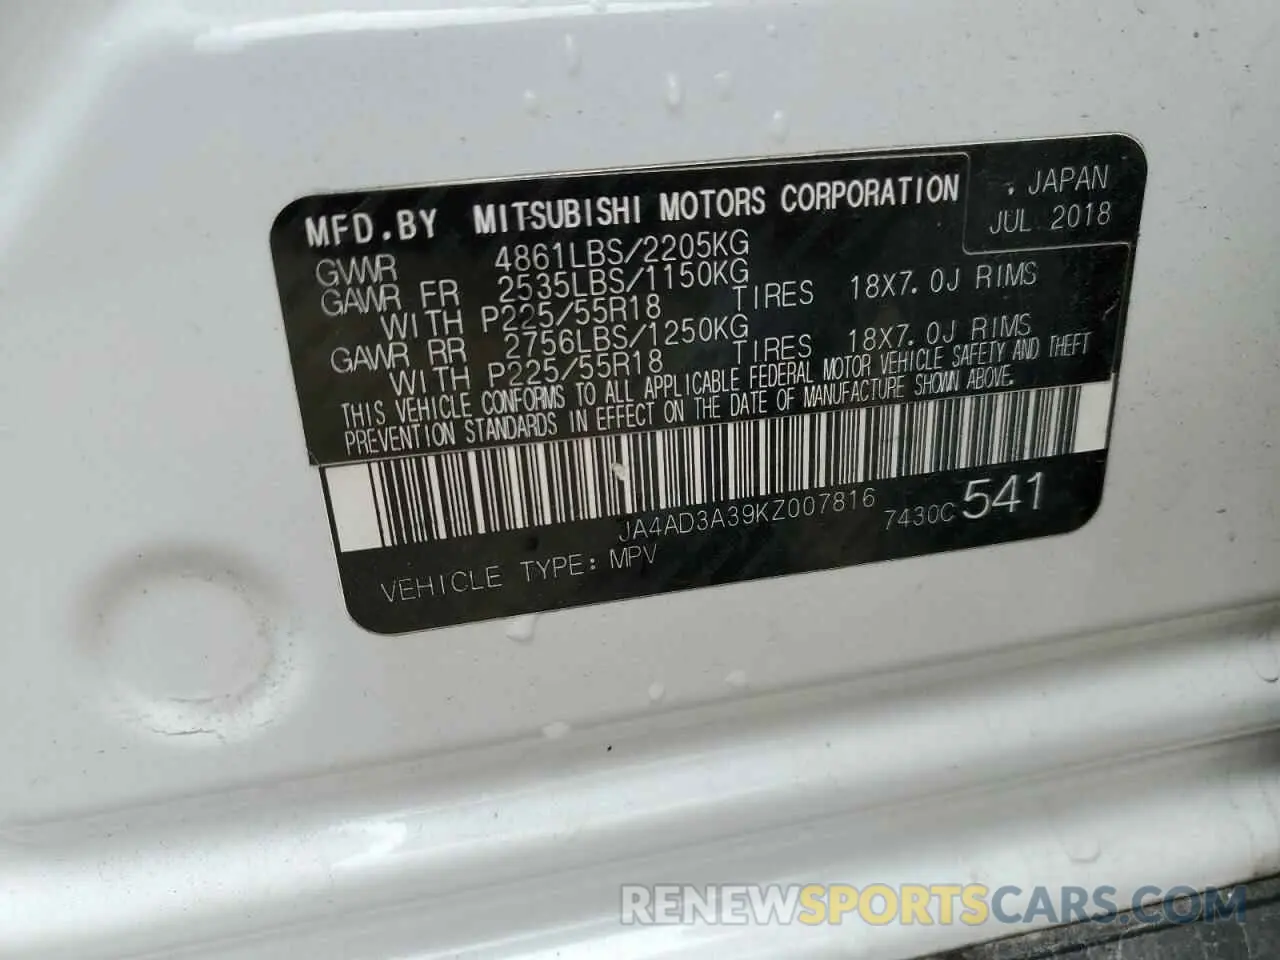 MFD.BY MITSUBISHI MOTORS CORPORATION
, JAPAN
JUL 2018
GVWR 4861LBS/2205KG
GAWR FR 2535LBS/1150KG
WITH P225/55R18 TIRES 18X7.0J RIMS
GAWR RR 2756LBS/1250KG
WITH P225/55R18 TIRES 18X7.0J RIMS
THIS VEHICLE CONFORMS TO ALL APPLICABLE FEDERAL MOTOR VEHICLE SAFETY AND THEFT
PREVENTION STANDARDS IN EFFECT ON THE DATE OF MANUFACTURE SHOWN ABOVE.
JA4AD3A39KZ007816 7430C 541
VEHICLE TYPE: MPV
RENEWSPORTSCARS.COM